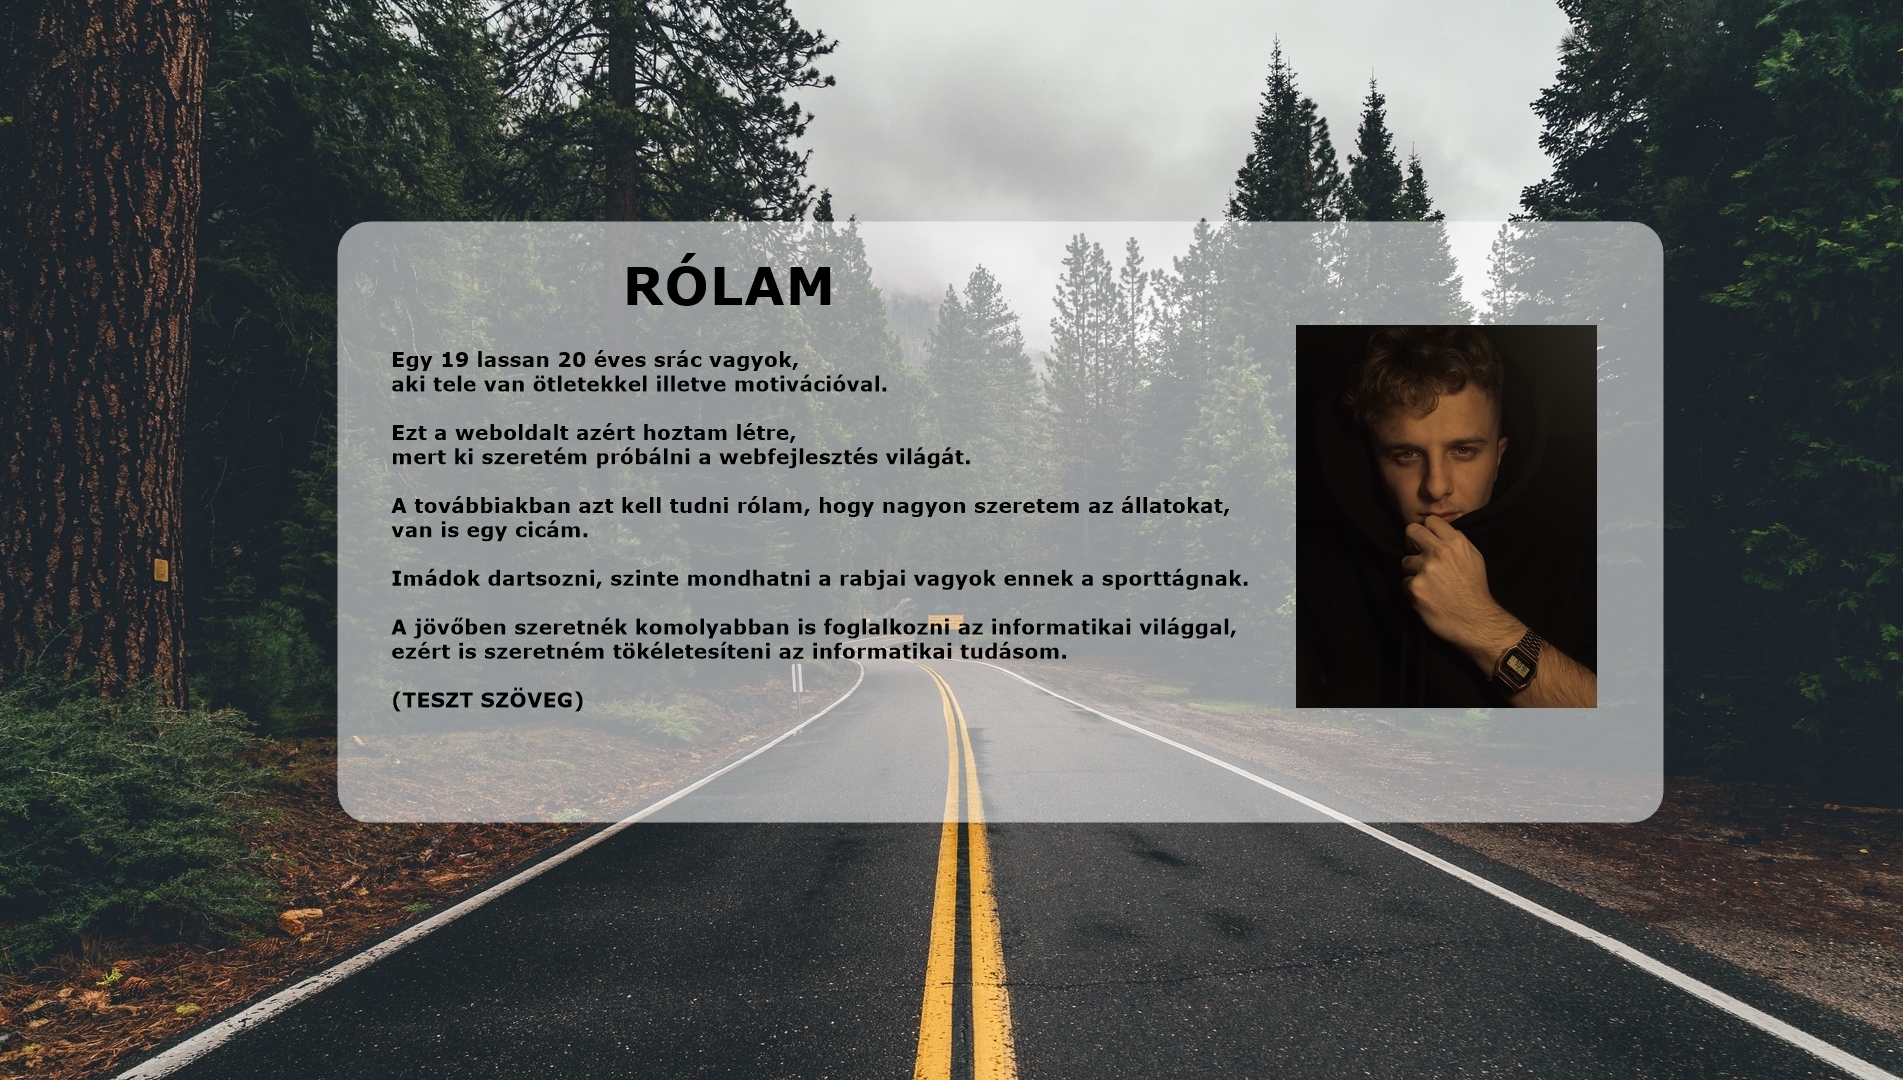 RÓLAM
Egy 19 lassan 20 éves srác vagyok,
aki tele van ötletekkel illetve motivációval.
Ezt a weboldalt azért hoztam létre,
mert ki szeretém próbálni a webfejlesztés világát.
A továbbiakban azt kell tudni rólam, hogy nagyon szeretem az állatokat,
van is egy cicám.
Imádok dartsozni, szinte mondhatni a rabjai vagyok ennek a sporttágnak.
A jövőben szeretnék komolyabban is foglalkozni az informatikai világgal,
ezért is szeretném tökéletesíteni az informatikai tudásom.
(TESZT SZÖVEG)